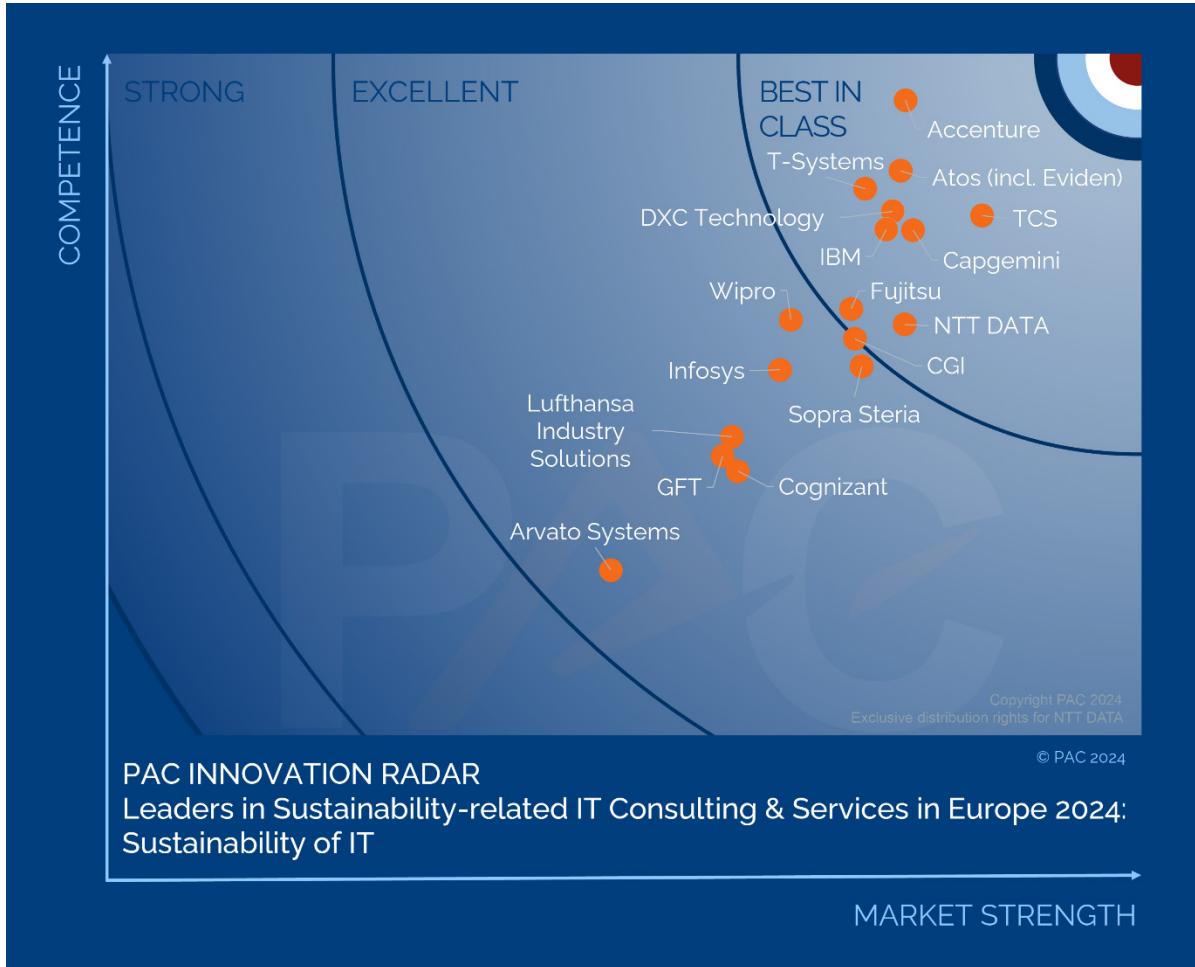 COMPETENCE
STRONG
EXCELLENT
BEST IN
CLASS
Accenture
T-Systems
Atos (incl. Eviden)
DXC Technology
TCS
IBM
Capgemini
Wipro
Fujitsu
NTT DATA
Infosys
CGI
Lufthansa
Industry
Solutions
Sopra Steria
GFT
Cognizant
Arvato Systems
PAC
Copyright PAC 2024
Exclusive distribution rights for NTT DATA
© PAC 2024
PAC INNOVATION RADAR
Leaders in Sustainability-related IT Consulting & Services in Europe 2024:
Sustainability of IT
MARKET STRENGTH